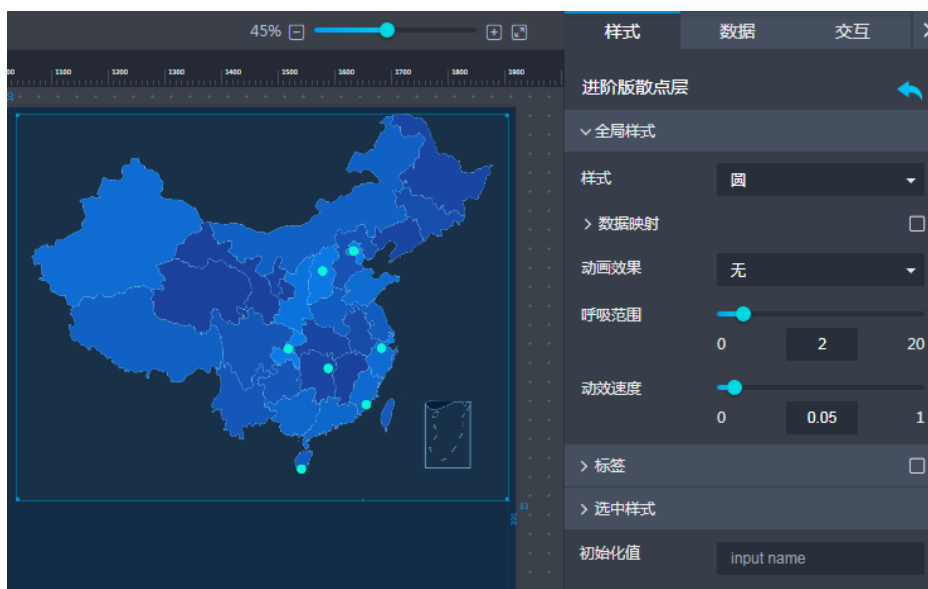 45%
样式 数据 交互
1100 1200 1300 1400 1500 1600 1700 1800 1900
进阶版散点层
全局样式
样式 圆
数据映射
动画效果 无
呼吸范围
0 2 20
动效速度
0 0.05 1
标签
选中样式
13
391
初始化值 input name